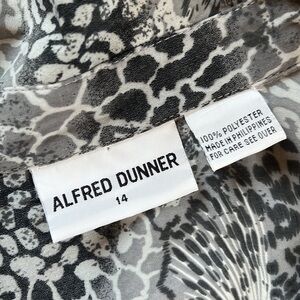 ALFRED DUNNER
14
100% POLYESTER
MADE IN PHILIPPINES
FOR CARE SEE OVER